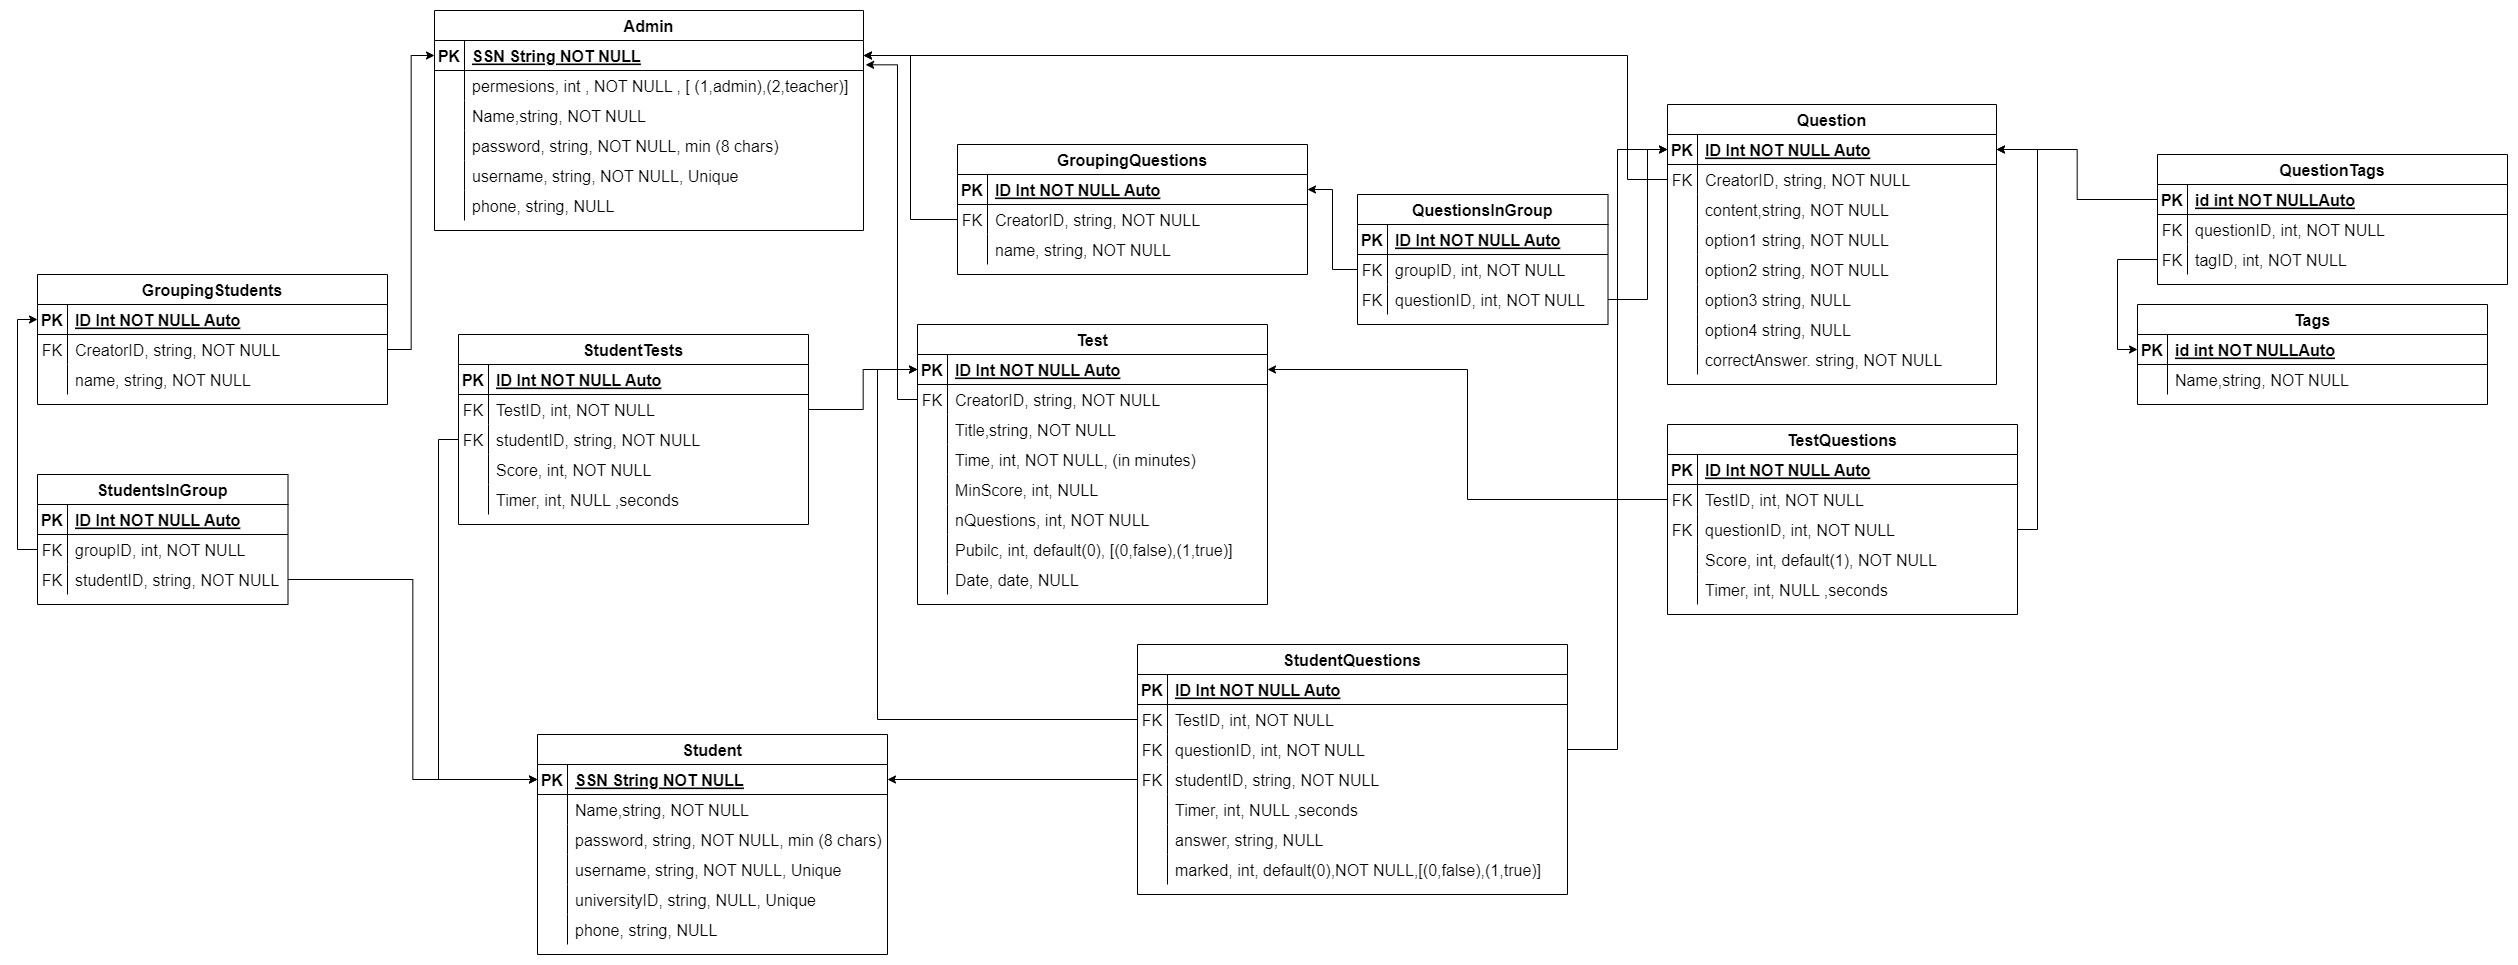 Admin
PK SSN String NOT NULL
permesions, int , NOT NULL , [ (1,admin),(2,teacher)]
Name,string, NOT NULL
password, string, NOT NULL, min (8 chars)
username, string, NOT NULL, Unique
phone, string, NULL
GroupingQuestions
PK ID Int NOT NULL Auto
FK CreatorID, string, NOT NULL
name, string, NOT NULL
QuestionsInGroup
PK ID Int NOT NULL Auto
FK groupID, int, NOT NULL
FK questionID, int, NOT NULL
Question
PK ID Int NOT NULL Auto
FK CreatorID, string, NOT NULL
content,string, NOT NULL
option1 string, NOT NULL
option2 string, NOT NULL
option3 string, NULL
option4 string, NULL
correctAnswer. string, NOT NULL
QuestionTags
PK id int NOT NULLAuto
FK questionID, int, NOT NULL
FK tagID, int, NOT NULL
Tags
PK id int NOT NULLAuto
Name,string, NOT NULL
GroupingStudents
PK ID Int NOT NULL Auto
FK CreatorID, string, NOT NULL
name, string, NOT NULL
StudentTests
PK ID Int NOT NULL Auto
FK TestID, int, NOT NULL
FK studentID, string, NOT NULL
Score, int, NOT NULL
Timer, int, NULL ,seconds
Test
PK ID Int NOT NULL Auto
FK CreatorID, string, NOT NULL
Title,string, NOT NULL
Time, int, NOT NULL, (in minutes)
MinScore, int, NULL
nQuestions, int, NOT NULL
Pubilc, int, default(0), [(0,false),(1,true)]
Date, date, NULL
TestQuestions
PK ID Int NOT NULL Auto
FK TestID, int, NOT NULL
FK questionID, int, NOT NULL
Score, int, default(1), NOT NULL
Timer, int, NULL ,seconds
StudentsInGroup
PK ID Int NOT NULL Auto
FK groupID, int, NOT NULL
FK studentID, string, NOT NULL
StudentQuestions
PK ID Int NOT NULL Auto
FK TestID, int, NOT NULL
FK questionID, int, NOT NULL
FK studentID, string, NOT NULL
Timer, int, NULL ,seconds
answer, string, NULL
marked, int, default(0),NOT NULL,[(0,false),(1,true)]
Student
PK SSN String NOT NULL
Name,string, NOT NULL
password, string, NOT NULL, min (8 chars)
username, string, NOT NULL, Unique
universityID, string, NULL, Unique
phone, string, NULL